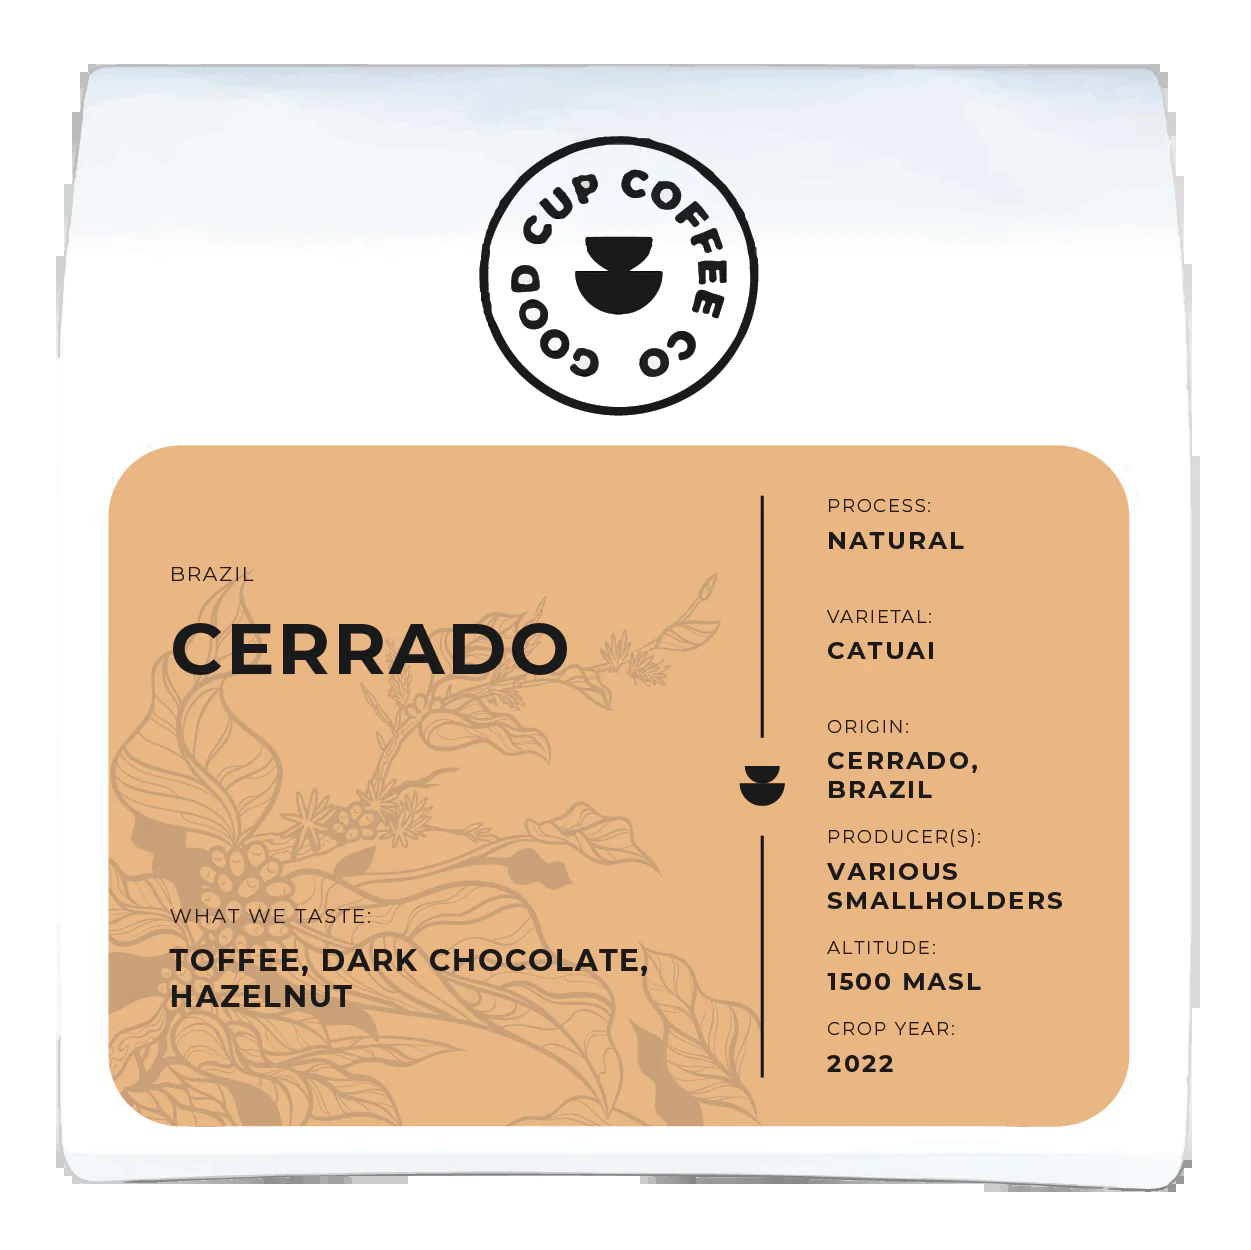 GOOD CUP COFFEE CO
BRAZIL
CERRADO
WHAT WE TASTE:
TOFFEE, DARK CHOCOLATE,
HAZELNUT
PROCESS:
NATURAL
VARIETAL:
CATUAI
ORIGIN:
CERRADO,
BRAZIL
PRODUCER(S):
VARIOUS
SMALLHOLDERS
ALTITUDE:
1500 MASL
CROP YEAR:
2022